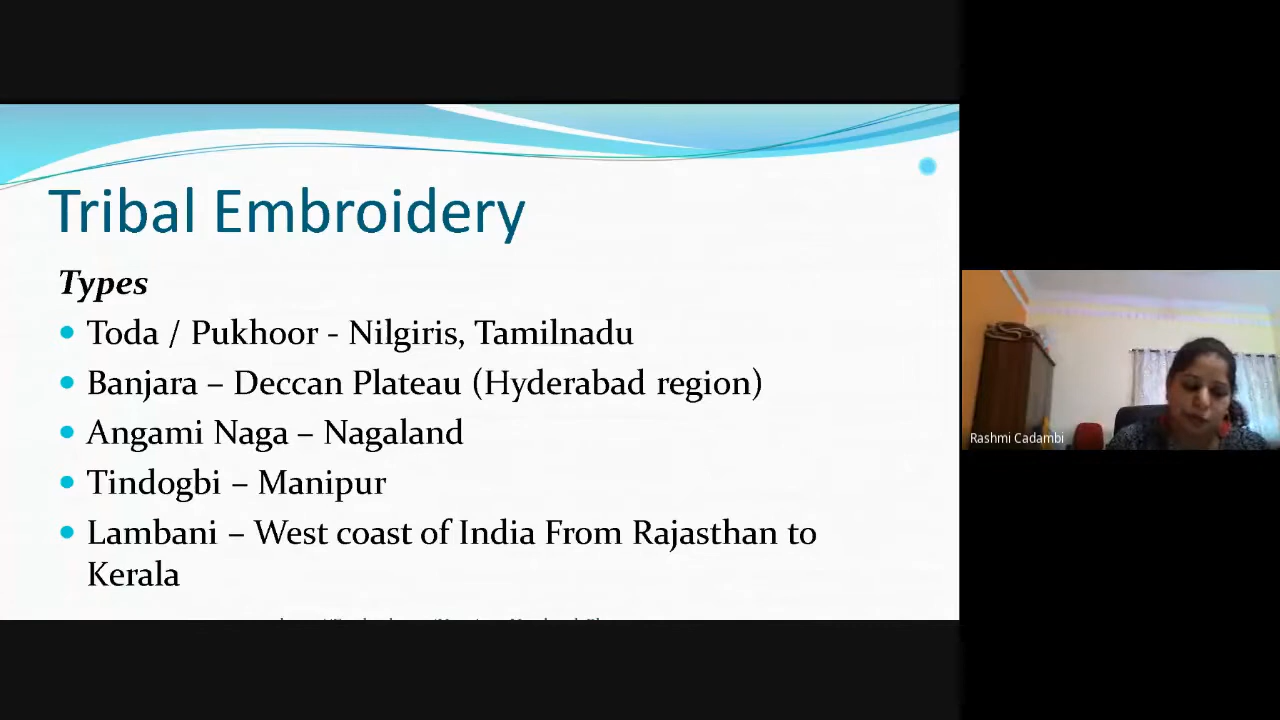 Tribal Embroidery
Types
Toda / Pukhoor - Nilgiris, Tamilnadu
Banjara – Deccan Plateau (Hyderabad region)
Angami Naga – Nagaland
Tindogbi – Manipur
Lambani – West coast of India From Rajasthan to
Kerala
Rashmi Cadambi